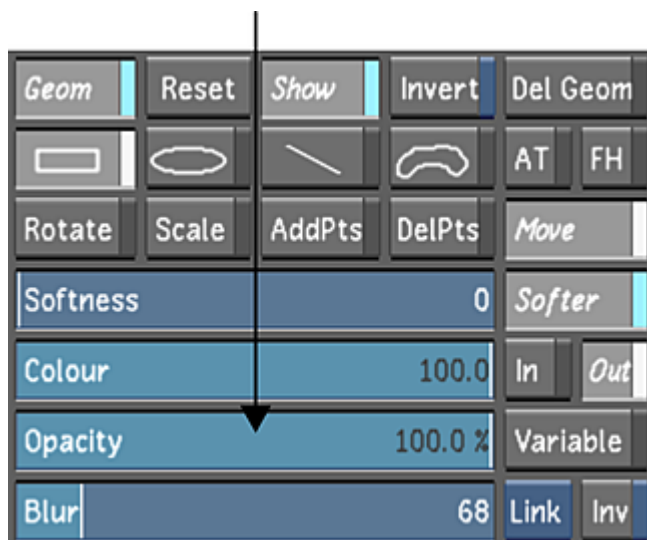 Geom Reset Show Invert Del Geom
AT FH
Rotate Scale AddPts DelPts Move
Softness 0 Softer
Colour 100.0 In Out
Opacity 100.0 % Variable
Blur 68 Link Inv